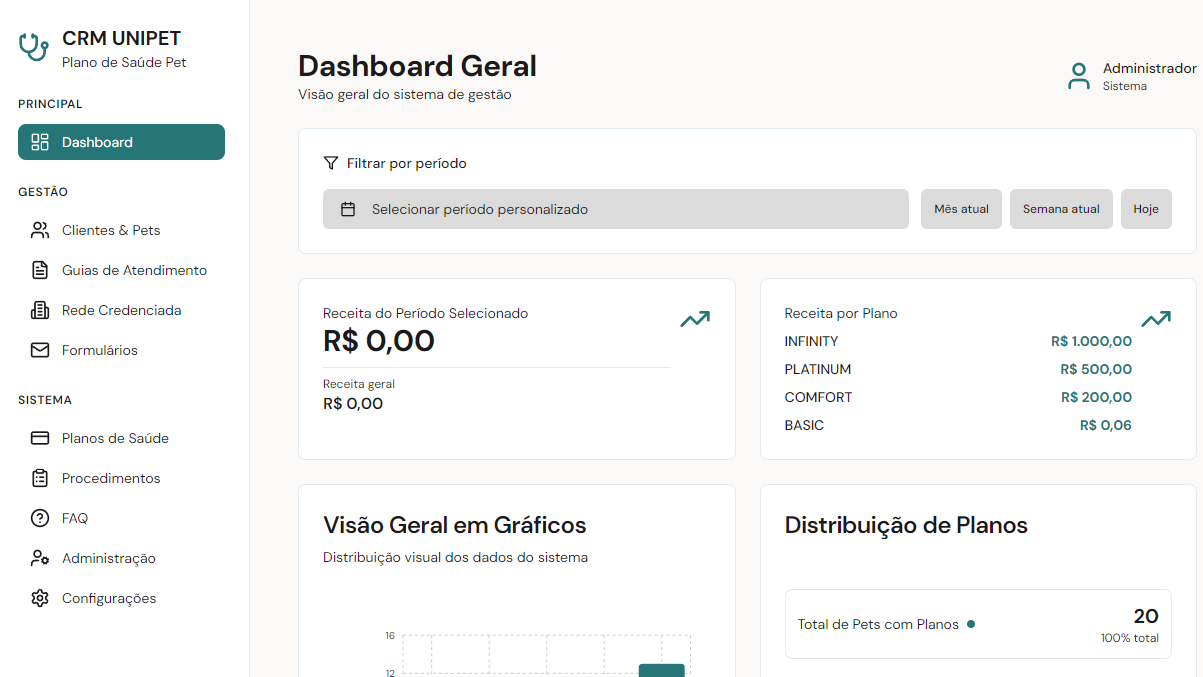 CRM UNIPET
Plano de Saúde Pet
PRINCIPAL
Dashboard
GESTÃO
Clientes & Pets
Guias de Atendimento
Rede Credenciada
Formulários
SISTEMA
Planos de Saúde
Procedimentos
FAQ
Administração
Configurações
Dashboard Geral
Visão geral do sistema de gestão
Administrador
Sistema
Filtrar por período
Selecionar período personalizado
Mês atual
Semana atual
Hoje
Receita do Período Selecionado
R$ 0,00
Receita geral
R$ 0,00
Receita por Plano
INFINITY R$ 1.000,00
PLATINUM R$ 500,00
COMFORT R$ 200,00
BASIC R$ 0,06
Visão Geral em Gráficos
Distribuição visual dos dados do sistema
16
12
Distribuição de Planos
Total de Pets com Planos
20
100% total